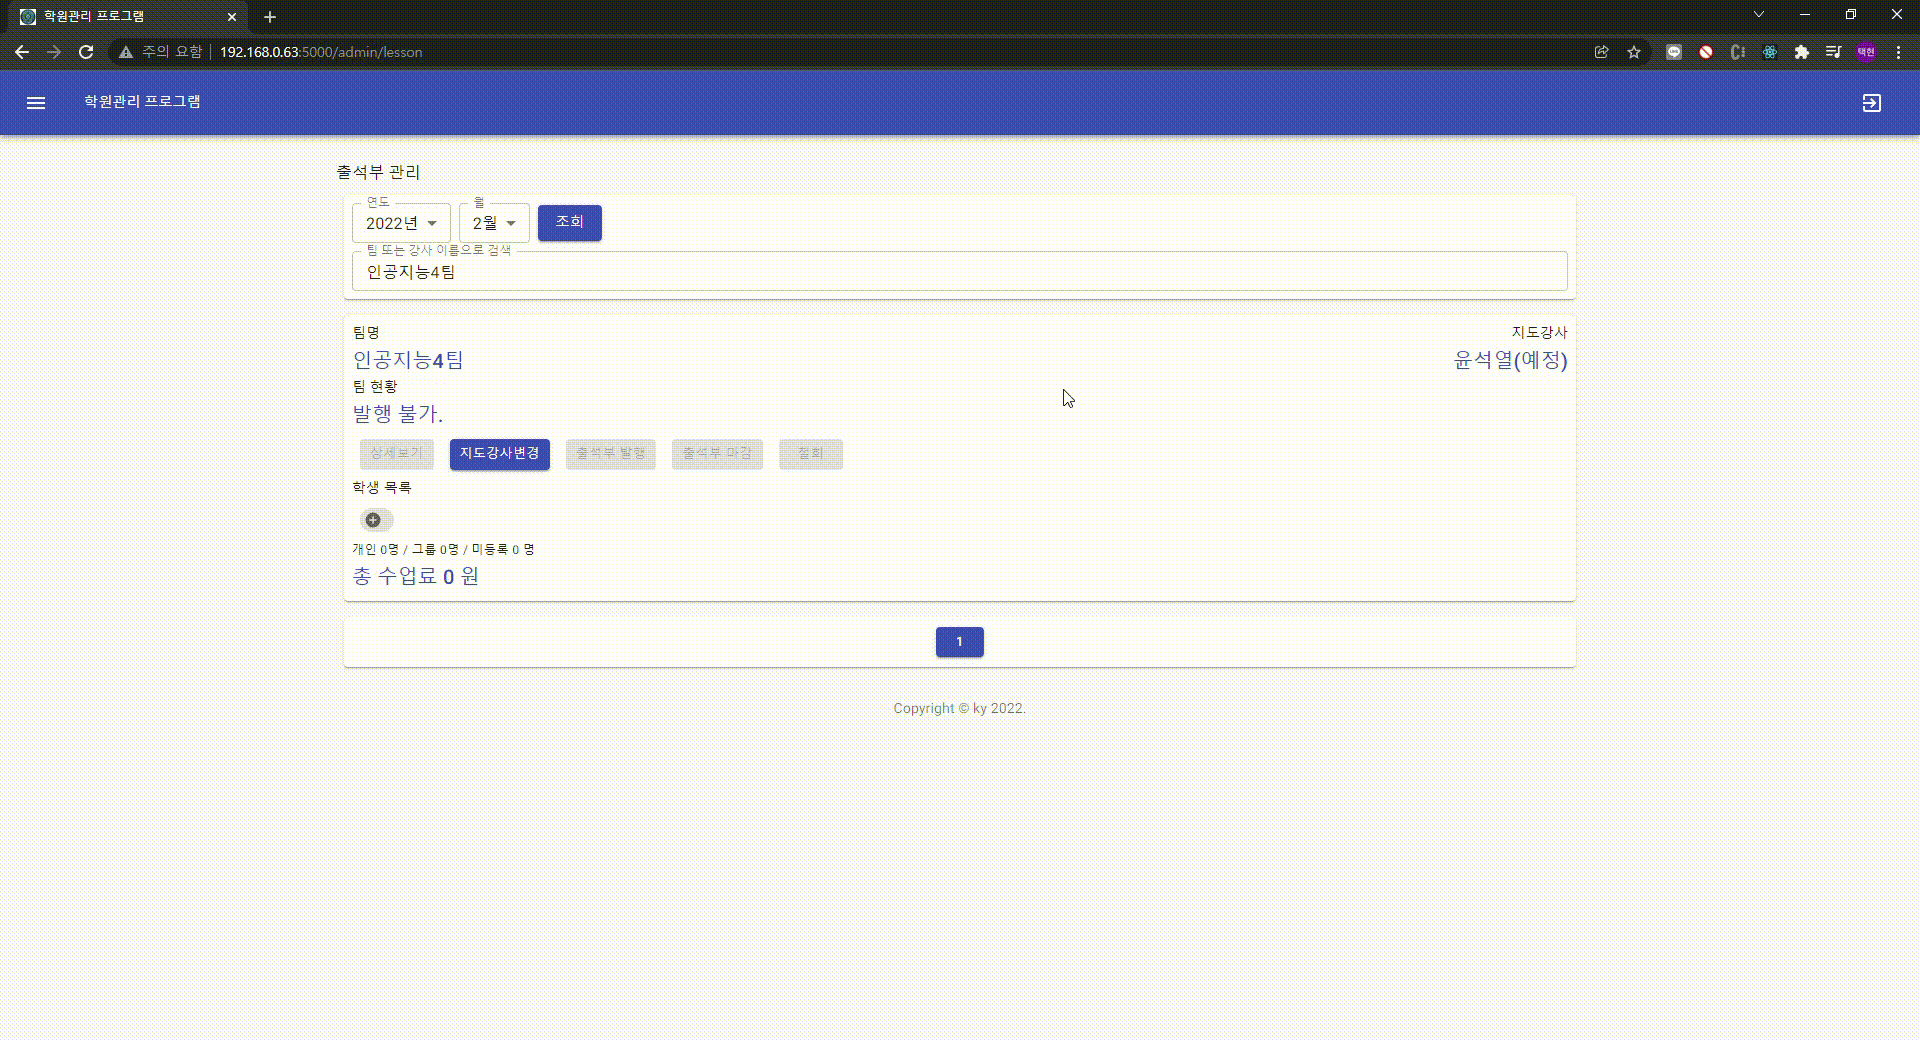 학원관리 프로그램
주의 요함 192.168.0.63:5000/admin/lesson
택현
학원관리 프로그램
출석부 관리
연도
2022년
월
2월
조회
팀 또는 강사 이름으로 검색
인공지능4팀
팀명
지도강사
인공지능4팀
윤석열(예정)
팀 현황
발행 불가.
상세보기
지도강사변경
출석부 발행
출석부 마감
철회
학생 목록
개인 0명 / 그룹 0명 / 미등록 0 명
총 수업료 0 원
1
Copyright © ky 2022.